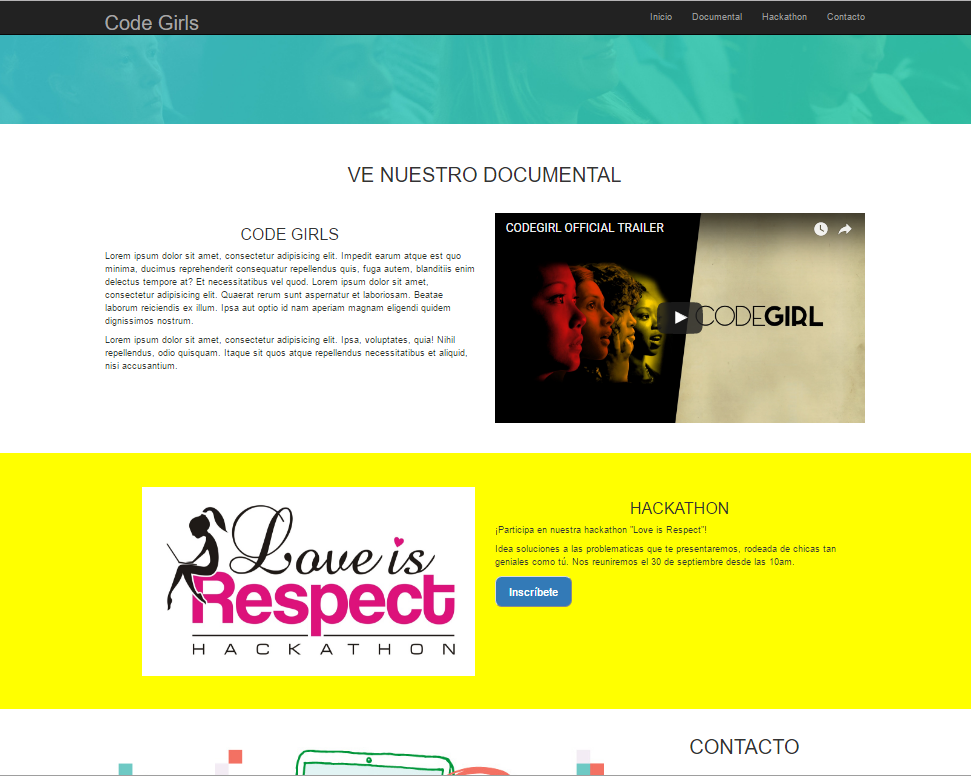 Code Girls
Inicio Documental Hackathon Contacto
VE NUESTRO DOCUMENTAL
CODE GIRLS
Lorem ipsum dolor sit amet, consectetur adipisicing elit. Impedit earum atque est quo
minima, ducimus reprehenderit consequatur repellendus quis, fuga autem, blanditiis enim
delectus tempore at? Et necessitatibus vel quod. Lorem ipsum dolor sit amet,
consectetur adipisicing elit. Quaerat rerum sunt aspernatur et laboriosam. Beatae
laborum reiciendis ex illum. Ipsa aut optio id nam aperiam magnam eligendi quidem
dignissimos nostrum.
Lorem ipsum dolor sit amet, consectetur adipisicing elit. Ipsa, voluptates, quia! Nihil
repellendus, odio quisquam. Itaque sit quos atque repellendus necessitatibus et aliquid,
nisi accusantium.
CODEGIRL OFFICIAL TRAILER
CODEGIRL
Love is
Respect
HACKATHON
HACKATHON
¡Participa en nuestra hackathon "Love is Respect"!
Idea soluciones a las problematicas que te presentaremos, rodeada de chicas tan
geniales como tú. Nos reuniremos el 30 de septiembre desde las 10am.
Inscríbete
CONTACTO